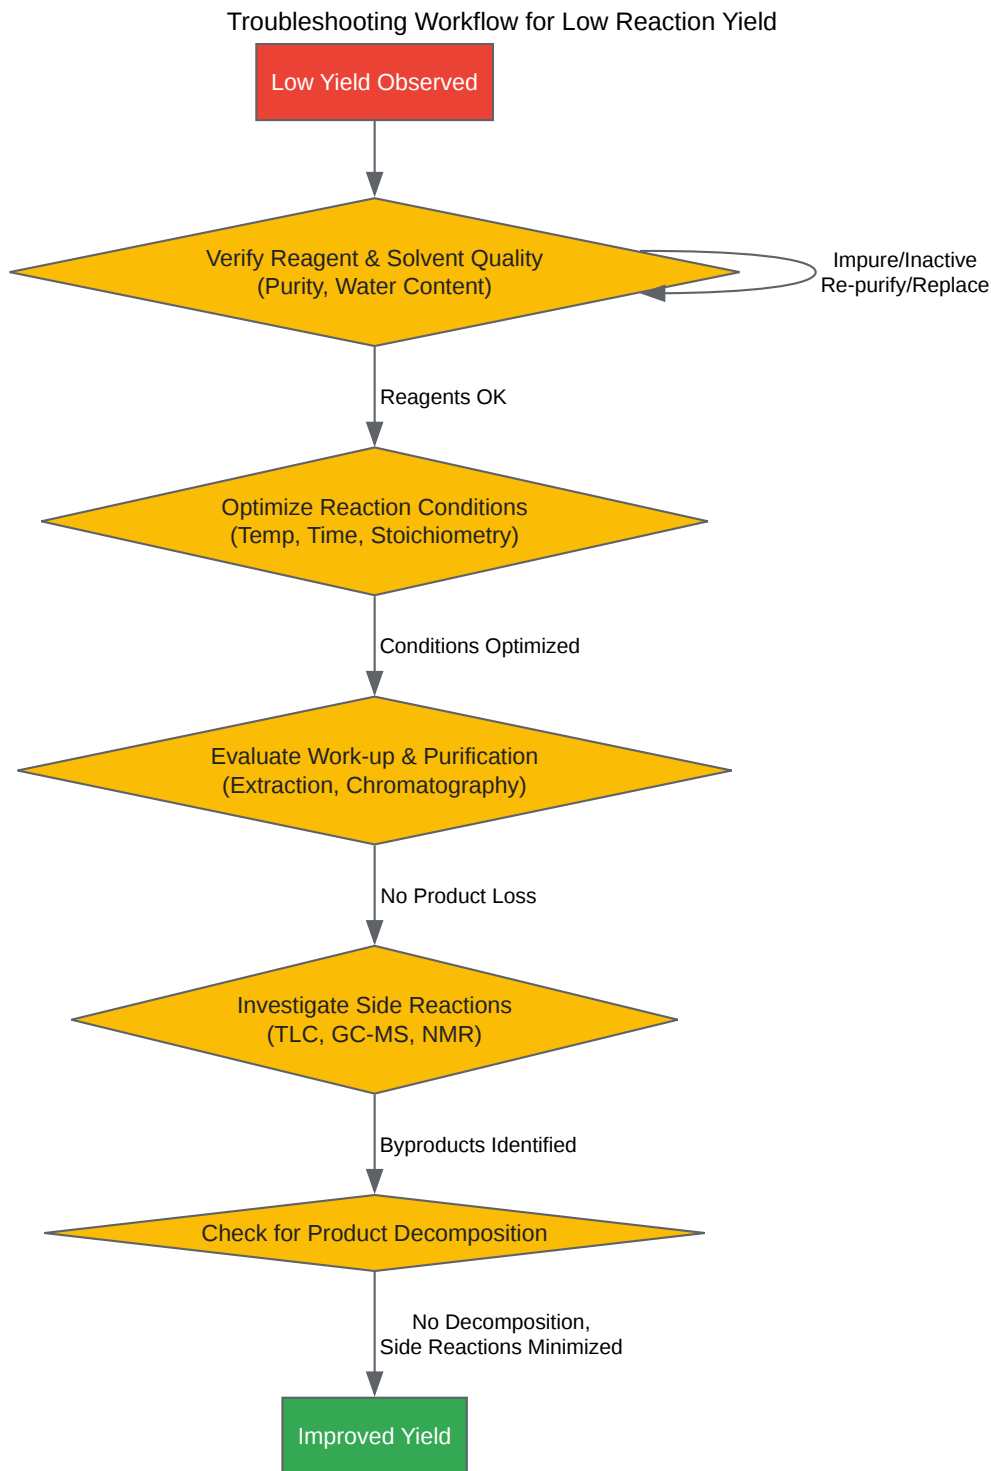 Troubleshooting Workflow for Low Reaction Yield
Low Yield Observed
Verify Reagent & Solvent Quality
(Purity, Water Content)
Impure/Inactive
Re-purify/Replace
Reagents OK
Optimize Reaction Conditions
(Temp, Time, Stoichiometry)
Conditions Optimized
Evaluate Work-up & Purification
(Extraction, Chromatography)
No Product Loss
Investigate Side Reactions
(TLC, GC-MS, NMR)
Byproducts Identified
Check for Product Decomposition
No Decomposition,
Side Reactions Minimized
Improved Yield